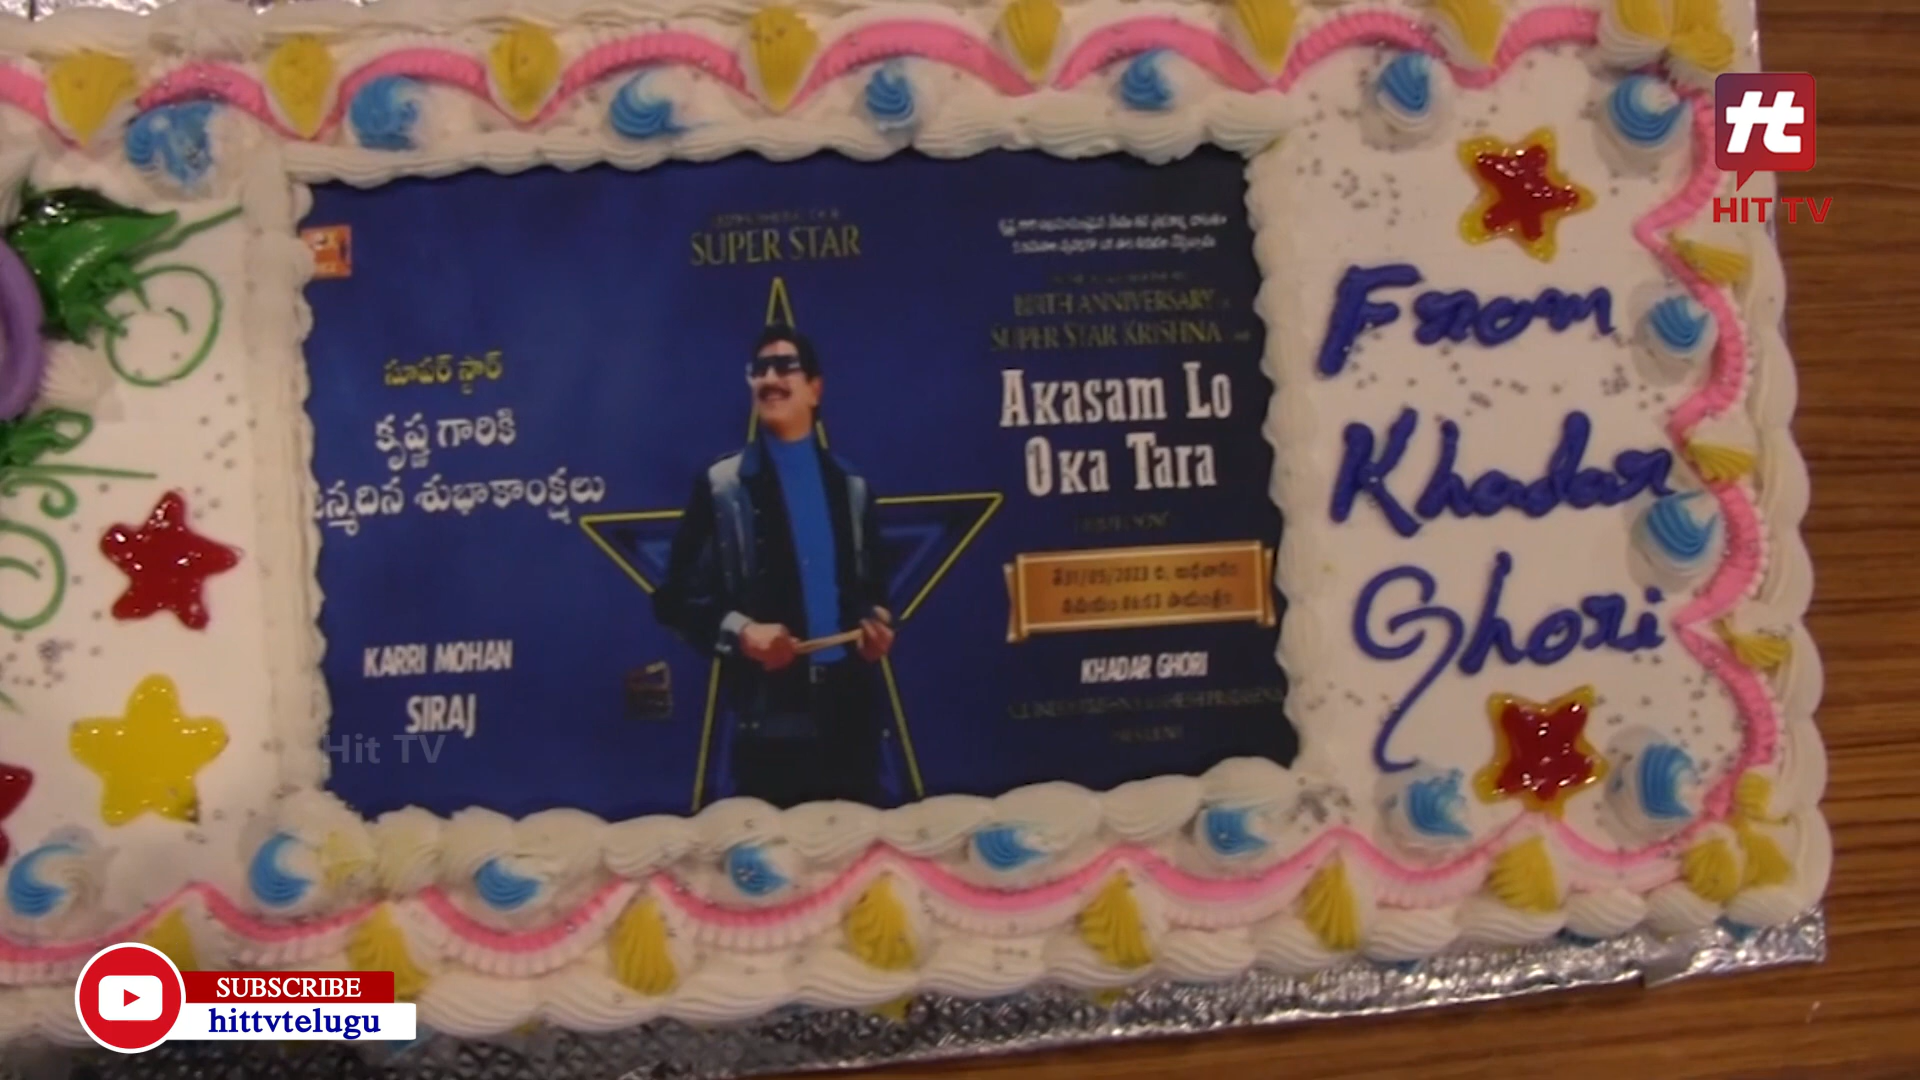 SUPER STAR
సూపర్ స్టార్
కృష్ణ గారికి
జన్మదిన శుభాకాంక్షలు
KARRI MOHAN
SIRAJ
BIRTH ANNIVERSARY
SUPER STAR KRISHNA
Akasam Lo
Oka Tara
KHADAR GHORI
From
Khadar
Ghori
HIT TV
Hit TV
SUBSCRIBE
hittvtelugu